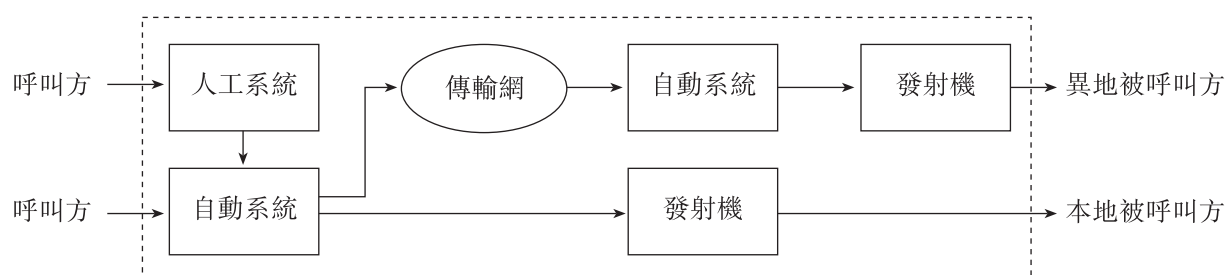 呼叫方
人工系統
傳輸網
自動系統
發射機
異地被呼叫方
呼叫方
自動系統
發射機
本地被呼叫方